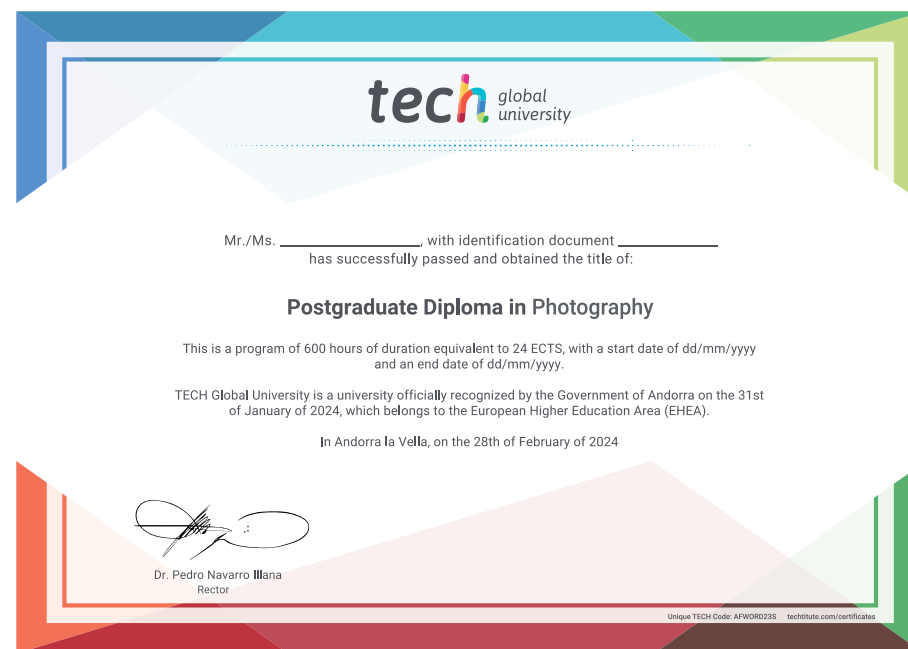 tech global
university
Mr./Ms. ____________, with identification document ____________
has successfully passed and obtained the title of:
Postgraduate Diploma in Photography
This is a program of 600 hours of duration equivalent to 24 ECTS, with a start date of dd/mm/yyyy
and an end date of dd/mm/yyyy.
TECH Global University is a university officially recognized by the Government of Andorra on the 31st
of January of 2024, which belongs to the European Higher Education Area (EHEA).
In Andorra la Vella, on the 28th of February of 2024
Dr. Pedro Navarro Illana
Rector
Unique TECH Code: AFWORD23S techtitute.com/certificates